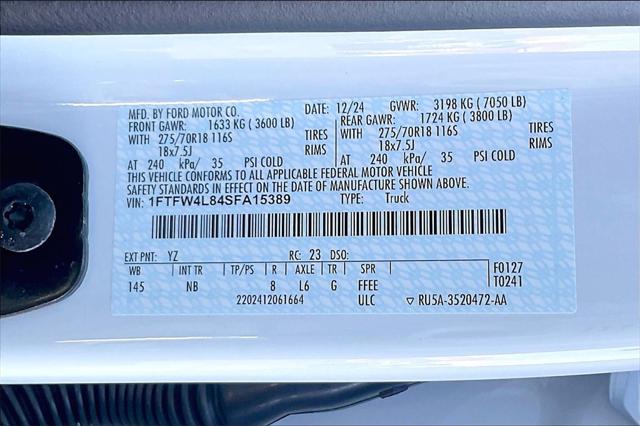 MFD. BY FORD MOTOR CO. DATE: 12/24 GVWR: 3198 KG ( 7050 LB)
FRONT GAWR: 1633 KG ( 3600 LB) REAR GAWR: 1724 KG ( 3800 LB)
WITH 275/70R18 116S TIRES WITH 275/70R18 116S TIRES
18x7.5J RIMS 18x7.5J RIMS
AT 240 kPa/ 35 PSI COLD AT 240 kPa/ 35 PSI COLD
THIS VEHICLE CONFORMS TO ALL APPLICABLE FEDERAL MOTOR VEHICLE
SAFETY STANDARDS IN EFFECT ON THE DATE OF MANUFACTURE SHOWN ABOVE.
VIN: 1FTFW4L84SFA15389 TYPE: Truck
EXT PNT: YZ RC: 23 DSO: F0127
WB INT TR TP/PS R AXLE TR SPR T0241
145 NB 8 L6 G FFEE
2202412061664 ULC RU5A-3520472-AA